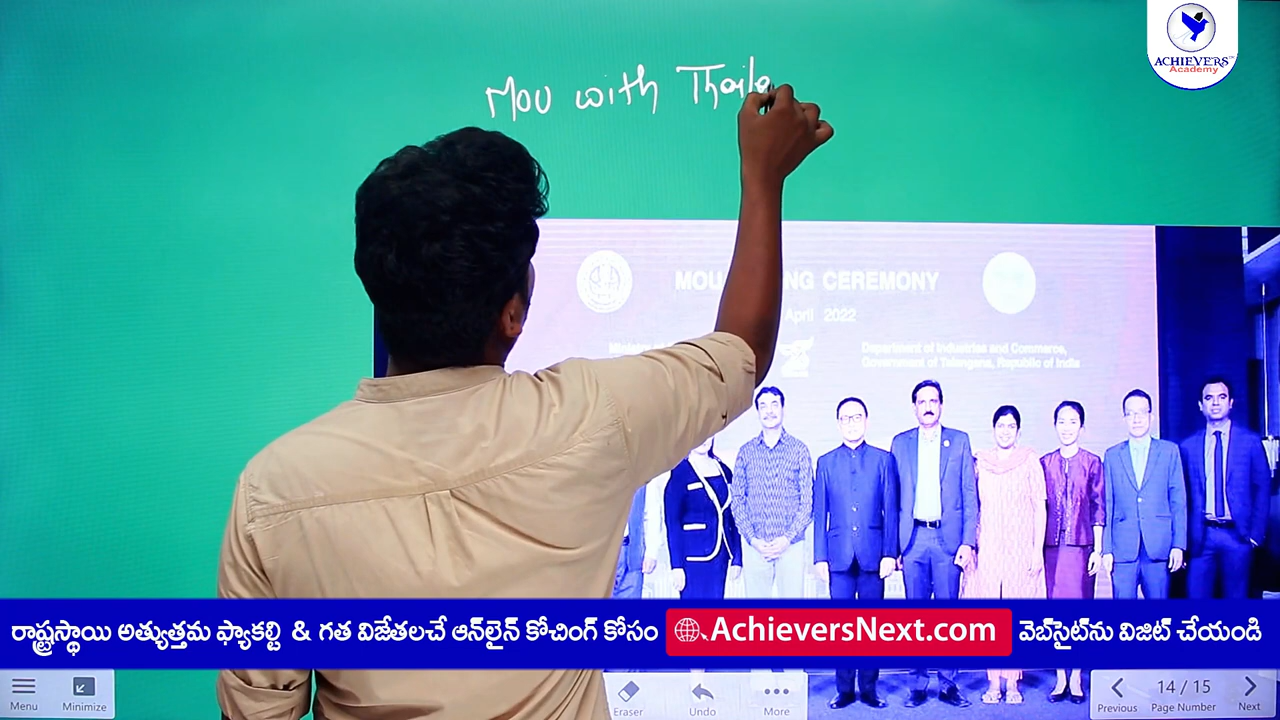 ACHIEVERS
Academy
MOU with Thaila
MOU
CEREMONY
April 2022
Department of Industries and Commerce,
Government of Telangana, Republic of India
రాష్ట్రస్థాయి అత్యుత్తమ ఫ్యాకల్టి & గత విజేతలచే ఆన్‌లైన్ కోచింగ్ కోసం AchieversNext.com వెబ్‌సైట్‌ను విజిట్ చేయండి
Menu Minimize Eraser Undo More Previous 14 / 15 Page Number Next